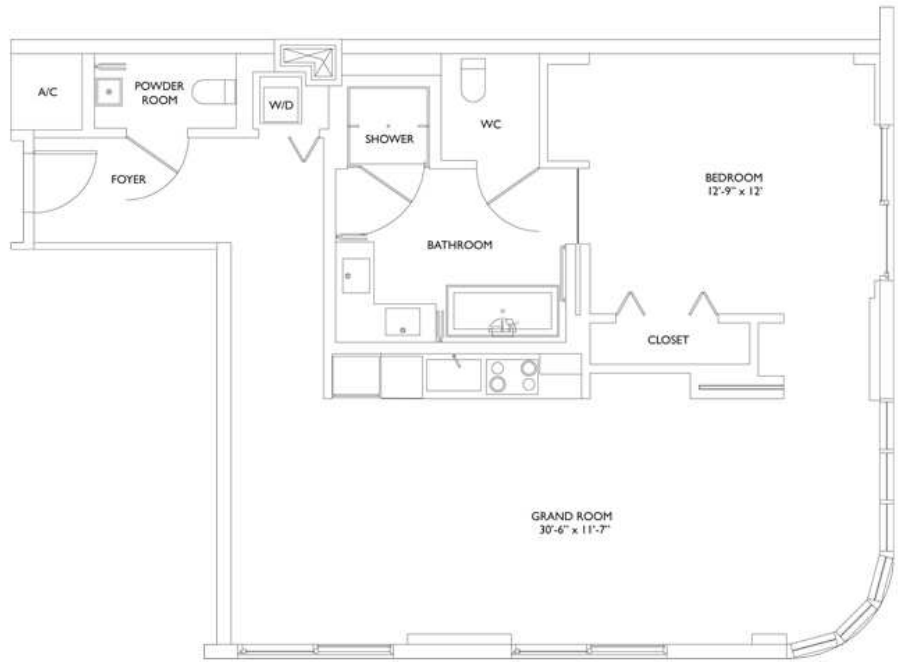 A/C
POWDER
ROOM
W/D
SHOWER
WC
FOYER
BEDROOM
12'-9" x 12'
BATHROOM
CLOSET
GRAND ROOM
30'-6" x 11'-7"